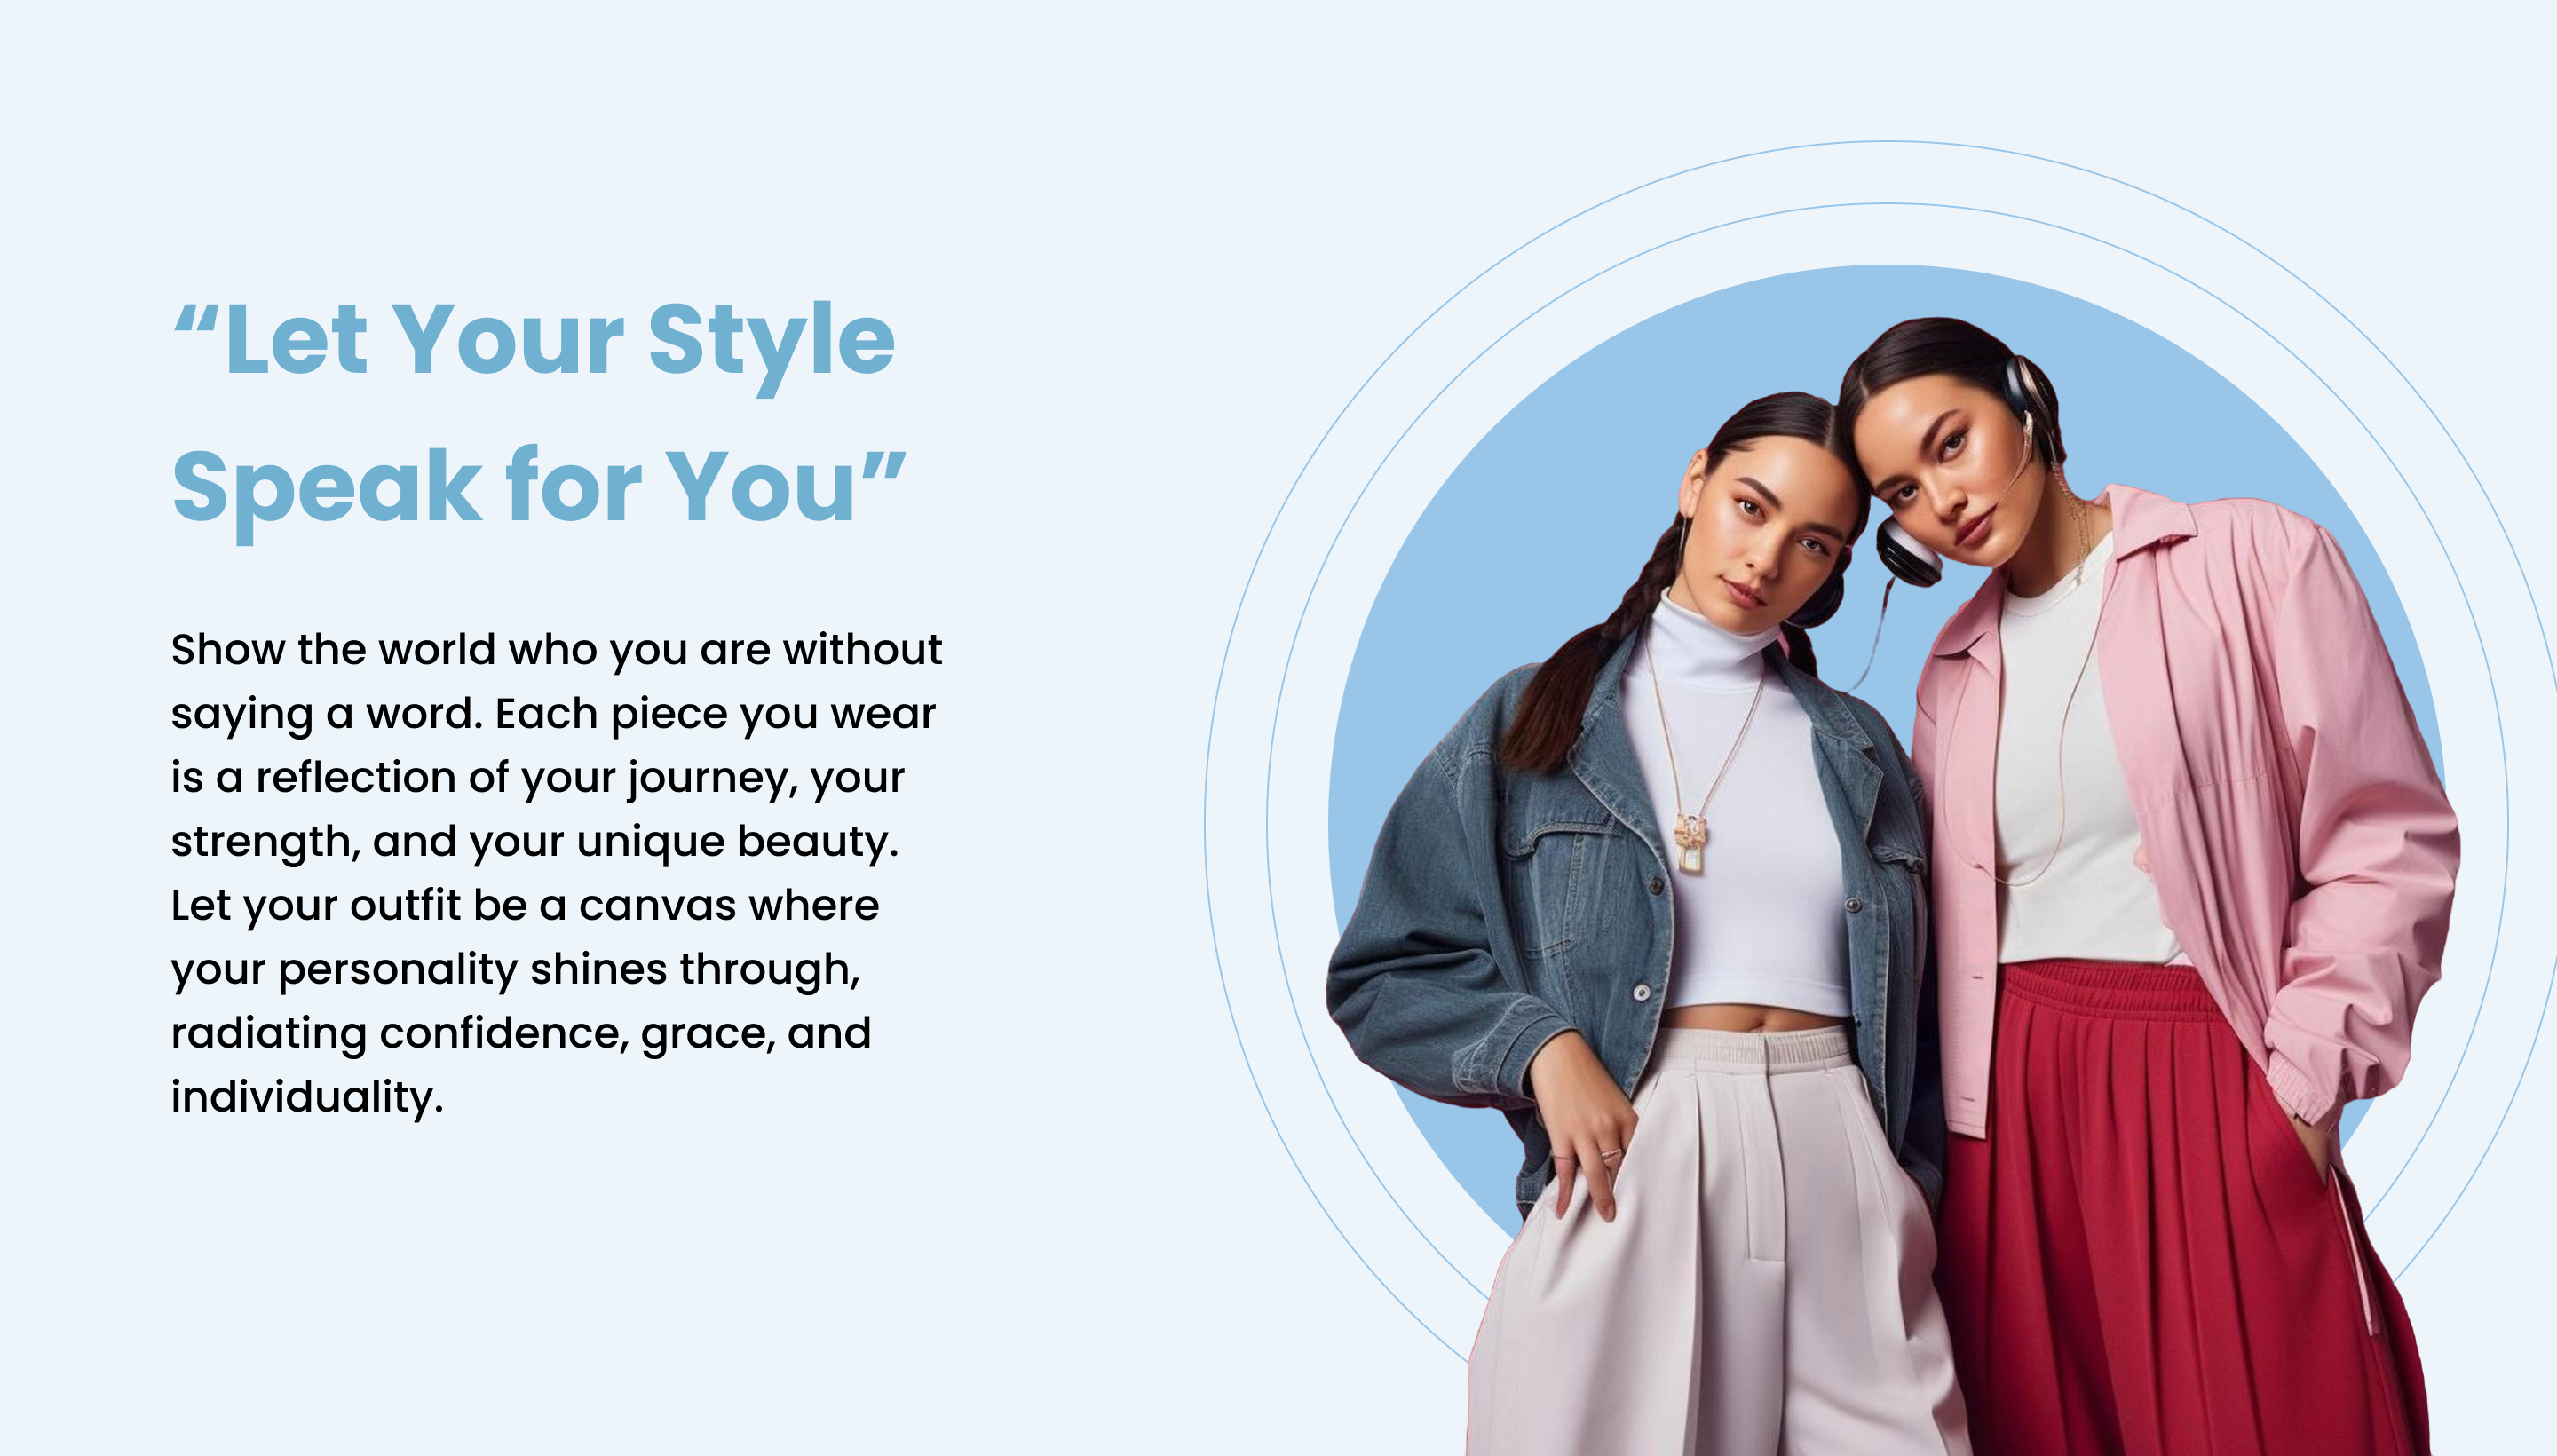 “Let Your Style
Speak for You”
Show the world who you are without
saying a word. Each piece you wear
is a reflection of your journey, your
strength, and your unique beauty.
Let your outfit be a canvas where
your personality shines through,
radiating confidence, grace, and
individuality.